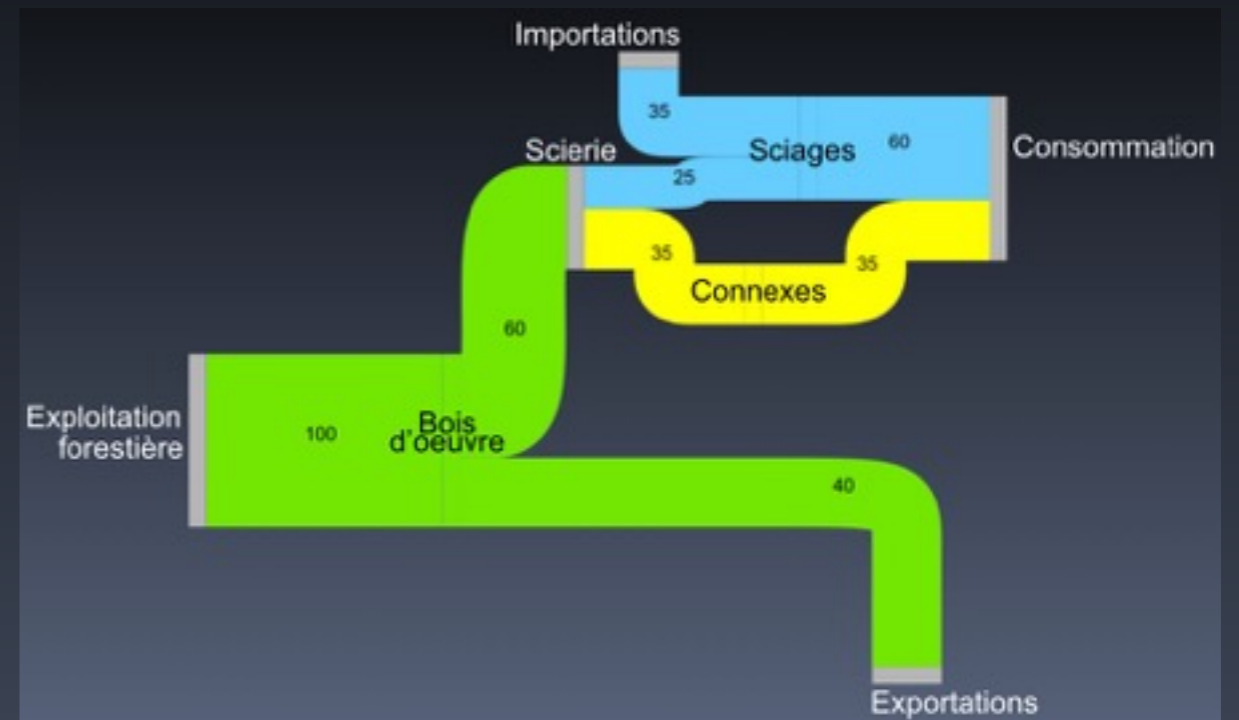 Importations
35
Scierie
Sciages
60
Consommation
25
35
35
Connexes
60
Exploitation
forestière
100
Bois
d'oeuvre
40
Exportations